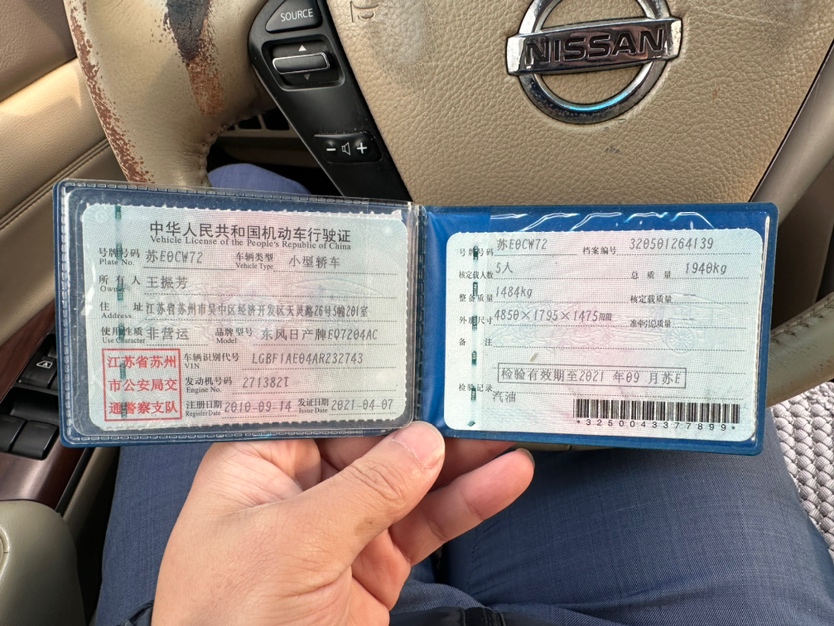 SOURCE
NISSAN
中华人民共和国机动车行驶证
Vehicle License of the People's Republic of China
号牌号码 苏E0CW72 车辆类型 小型轿车
Plate No. Vehicle Type
所有人 王振芳
Owner
住址 江苏省苏州市吴中区经济开发区天灵路26号5幢201室
Address
使用性质 非营运 品牌型号 东风日产牌EQ7204AC
Use Character Model
江苏省苏州
市公安局交
通警察支队
车辆识别代号 LGBF1AE04AR232743
VIN
发动机号码 271382T
Engine No.
注册日期 2010-09-14 发证日期 2021-04-07
Register Date Issue Date
号牌号码 苏E0CW72 档案编号 320501264139
核定载人数 5人 总质量 1940kg
整备质量 1484kg 核定载质量 --
外廓尺寸 4850×1795×1475mm 准牵引总质量 --
备注
检验记录 检验有效期至2021年09月苏E
汽油
*3250043377899*